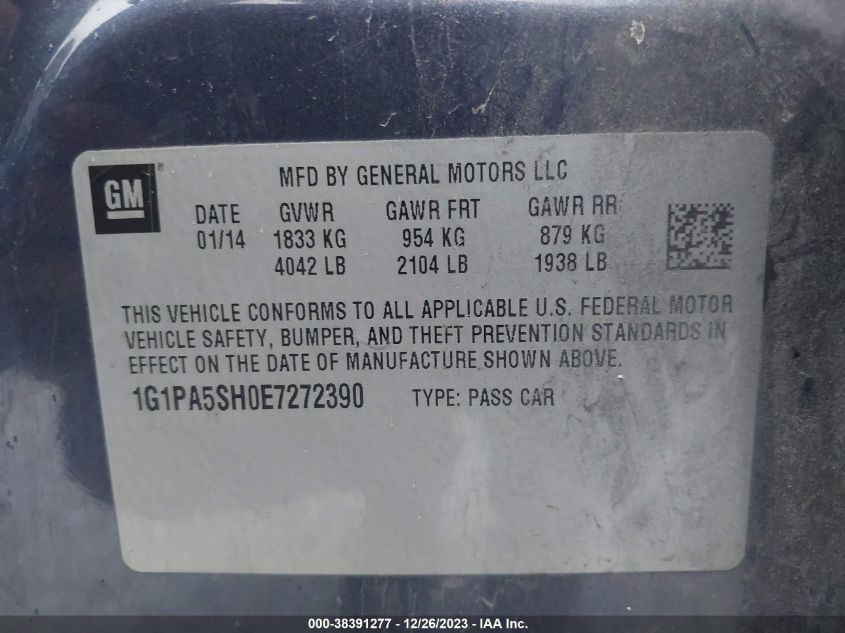 GM®
MFD BY GENERAL MOTORS LLC
DATE GVWR GAWR FRT GAWR RR
01/14 1833 KG 954 KG 879 KG
4042 LB 2104 LB 1938 LB
THIS VEHICLE CONFORMS TO ALL APPLICABLE U.S. FEDERAL MOTOR
VEHICLE SAFETY, BUMPER, AND THEFT PREVENTION STANDARDS IN
EFFECT ON THE DATE OF MANUFACTURE SHOWN ABOVE.
1G1PA5SH0E7272390 TYPE: PASS CAR
000-38391277 - 12/26/2023 - IAA Inc.